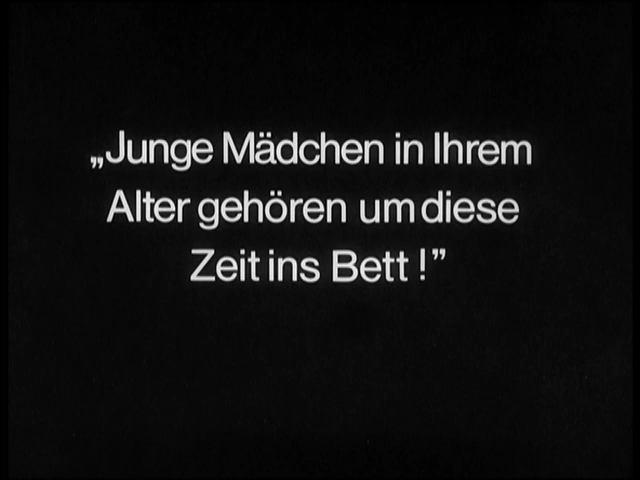 „Junge Mädchen in Ihrem
Alter gehören um diese
Zeit ins Bett !”